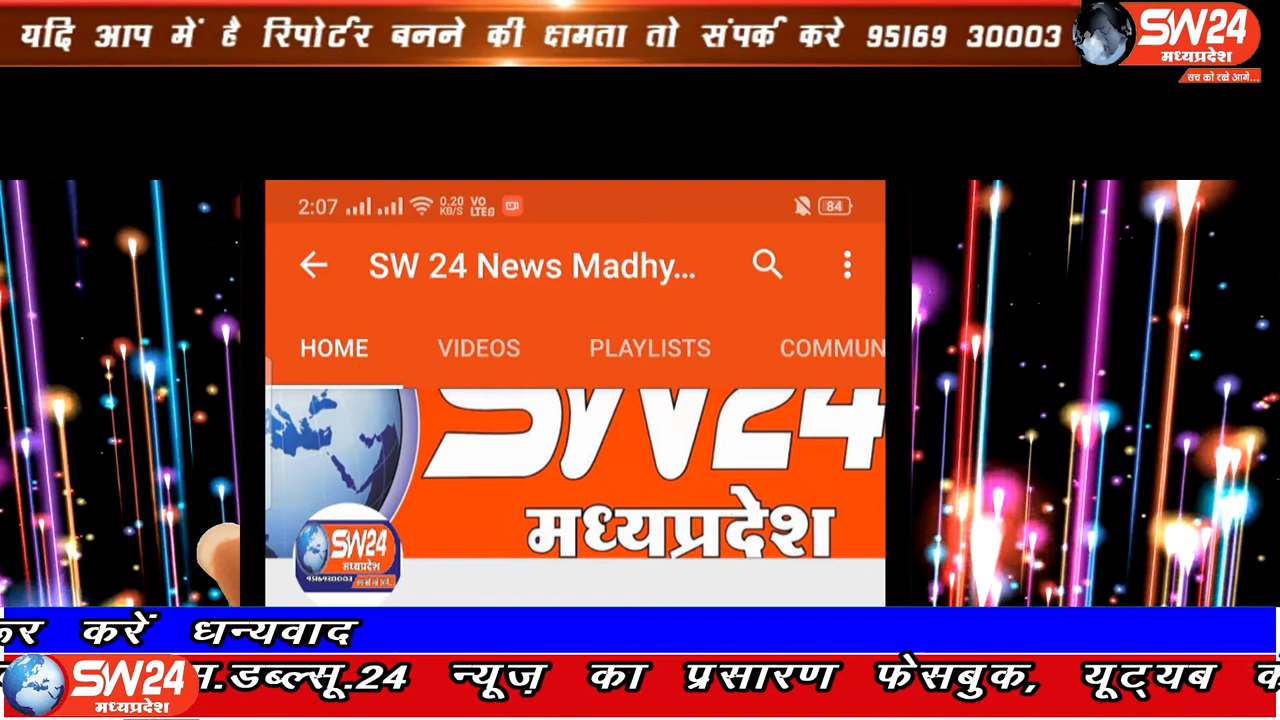 यदि आप में है रिपोर्टर बनने की क्षमता तो संपर्क करे 95169 30003
SW24
मध्यप्रदेश
सच को रखे आगे...
2:07
0.20
KB/S
VO
LTE
84
SW 24 News Madhy...
HOME VIDEOS PLAYLISTS COMMUN
SW24
मध्यप्रदेश
SW24
मध्यप्रदेश
9516930003
करें धन्यवाद
SW24
मध्यप्रदेश
.डब्ल्सू.24 न्यूज़ का प्रसारण फेसबुक, यूट्यब